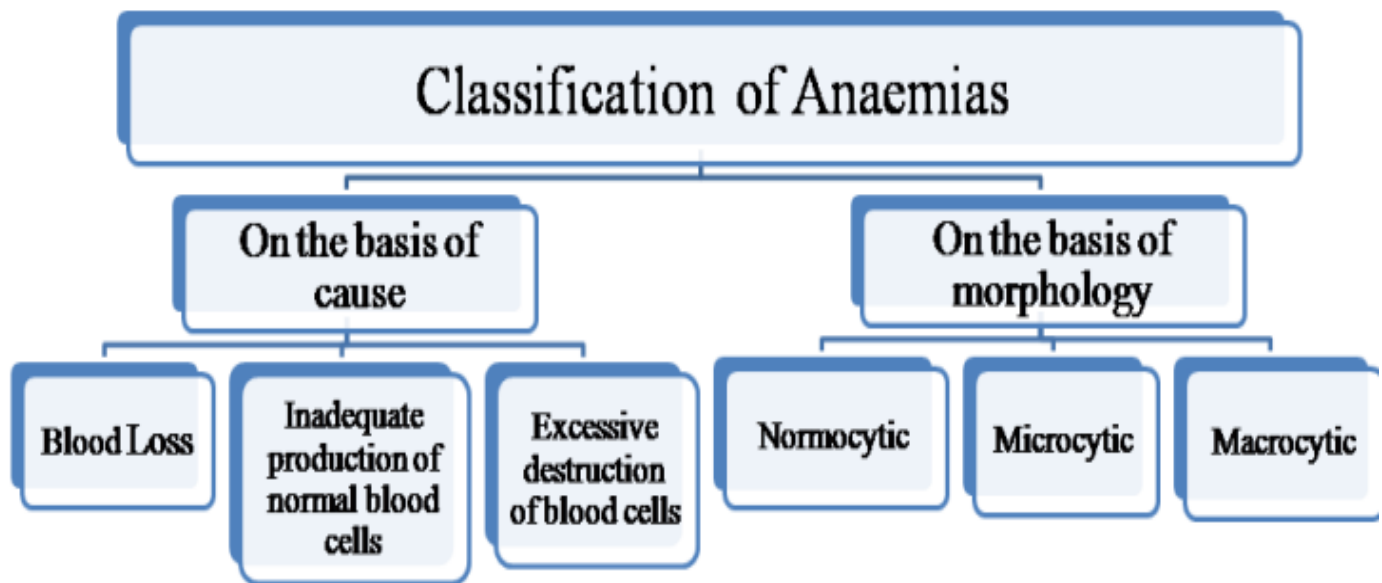 Classification of Anaemias
On the basis of
cause
On the basis of
morphology
Blood Loss
Inadequate
production of
normal blood
cells
Excessive
destruction
of blood cells
Normocytic
Microcytic
Macrocytic